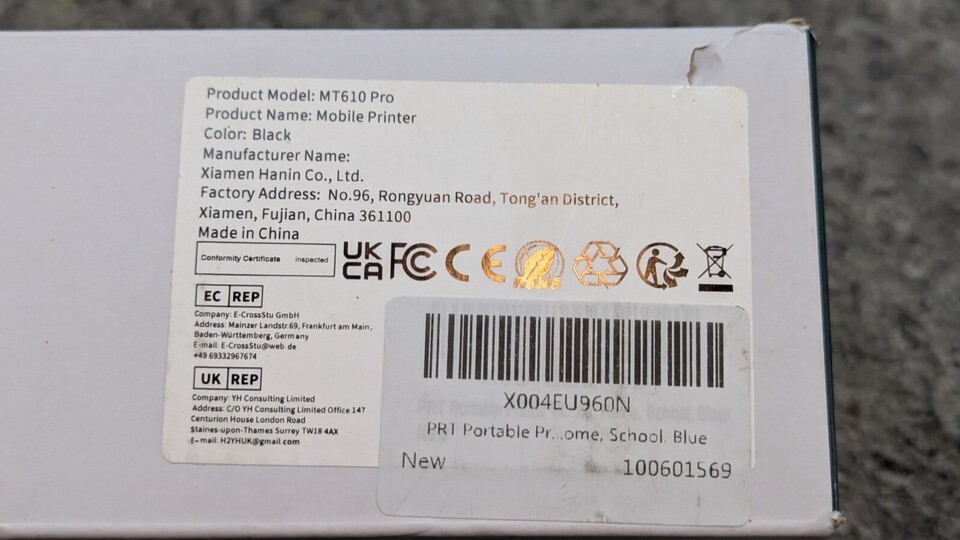 Product Model: MT610 Pro
Product Name: Mobile Printer
Color: Black
Manufacturer Name:
Xiamen Hanin Co., Ltd.
Factory Address: No.96, Rongyuan Road, Tong'an District,
Xiamen, Fujian, China 361100
Made in China
Conformity Certificate Inspected
UK CA FC CE
EC REP
Company: E-CrossStu GmbH
Address: Mainzer Landstr.69, Frankfurt am Main,
Baden-Württemberg, Germany
E-mail: E-CrossStu@web de
+49 69332967674
UK REP
Company: YH Consulting Limited
Address: C/O YH Consulting Limited Office 147
Centurion House London Road
Staines-upon-Thames Surrey TW18 4AX
E-mail: H2YHUK@gmail.com
X004EU960N
PRT Portable Pr...ome, School. Blue
New 100601569